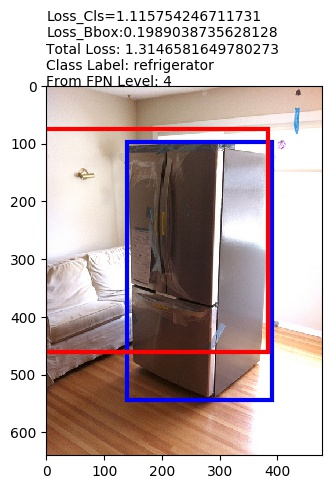 Loss_Cls=1.115754246711731
Loss_Bbox:0.1989038735628128
Total Loss: 1.3146581649780273
Class Label: refrigerator
From FPN Level: 4
0
100
200
300
400
500
600
0 100 200 300 400